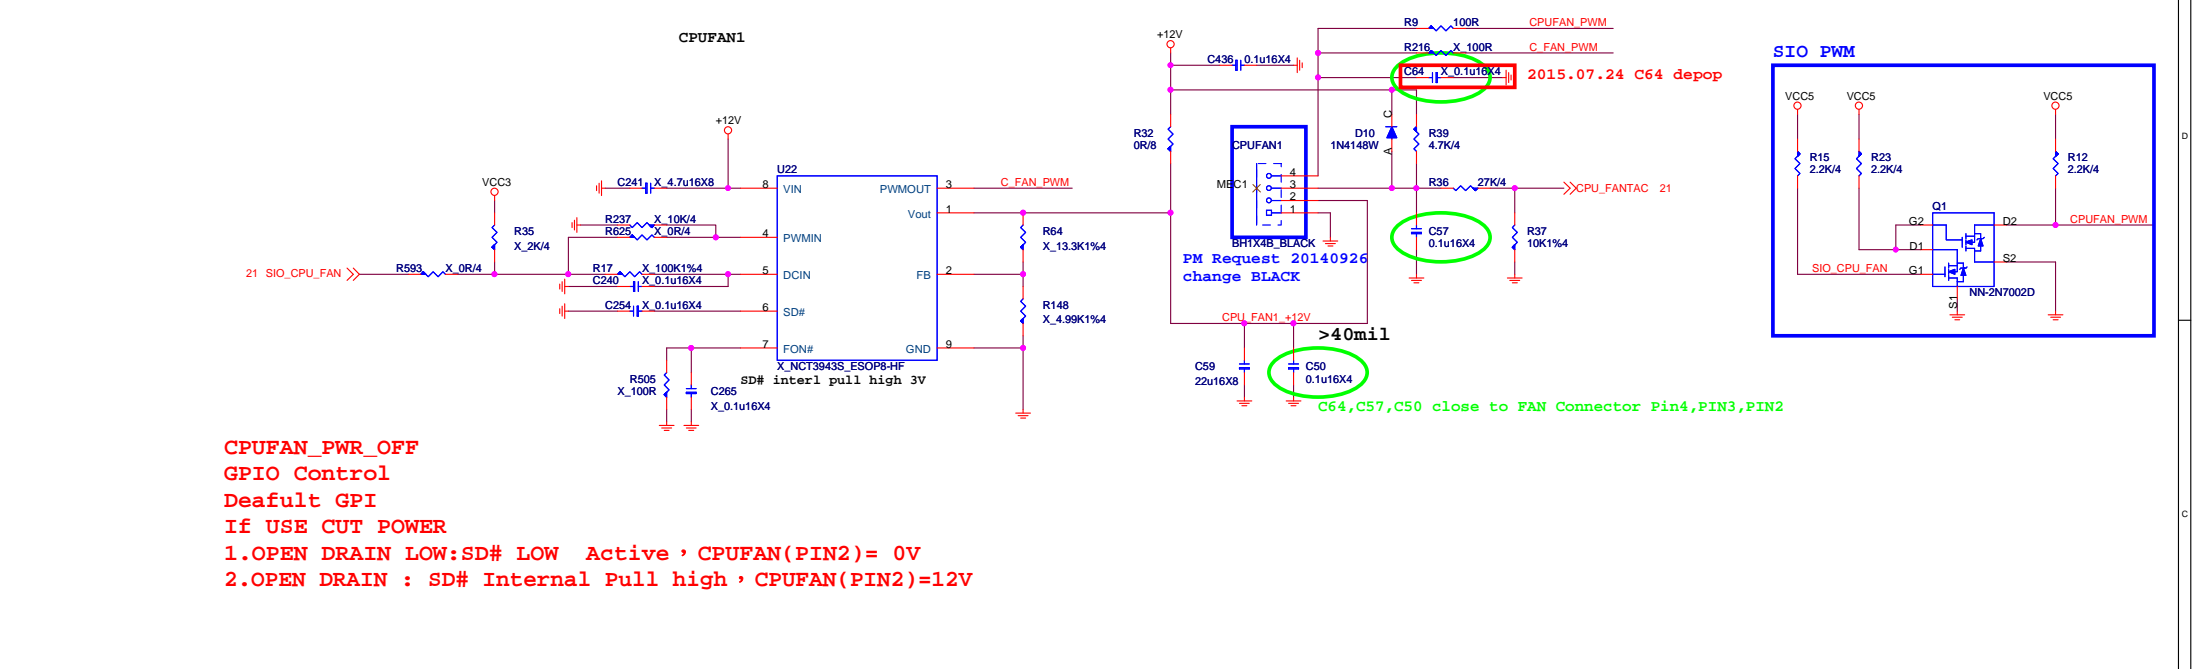 CPUFAN1
+12V
U22
C241 X_4.7u16X8
8 VIN
PWMOUT 3
C_FAN_PWM
Vout 1
VCC3
R35
X_2K/4
R237 X_10K/4
R625 X_0R/4
4 PWMIN
21 SIO_CPU_FAN
R593 X_0R/4
R17 X_100K1%4
5 DCIN
FB 2
C240 X_0.1u16X4
C254 X_0.1u16X4
6 SD#
7 FON#
GND 9
X_NCT3943S_ESOP8-HF
SD# interl pull high 3V
R505
X_100R
C265
X_0.1u16X4
R64
X_13.3K1%4
R148
X_4.99K1%4
+12V
C436 0.1u16X4
R9 100R CPUFAN_PWM
R216 X_100R C_FAN_PWM
C64 X_0.1u16X4
2015.07.24 C64 depop
R32
0R/8
CPUFAN1
MEC1
4
3
2
1
BH1X4B_BLACK
PM Request 20140926
change BLACK
C
D10
1N4148W
A
R39
4.7K/4
R36 27K/4
CPU_FANTAC 21
C57
0.1u16X4
R37
10K1%4
CPU_FAN1_+12V
>40mil
C59
22u16X8
C50
0.1u16X4
C64,C57,C50 close to FAN Connector Pin4,PIN3,PIN2
SIO PWM
VCC5
VCC5
VCC5
R15
2.2K/4
R23
2.2K/4
R12
2.2K/4
Q1
G2
D2
CPUFAN_PWM
D1
S2
SIO_CPU_FAN
G1
S1
NN-2N7002D
D
C
CPUFAN_PWR_OFF
GPIO Control
Deafult GPI
If USE CUT POWER
1.OPEN DRAIN LOW:SD# LOW Active，CPUFAN(PIN2)= 0V
2.OPEN DRAIN : SD# Internal Pull high，CPUFAN(PIN2)=12V